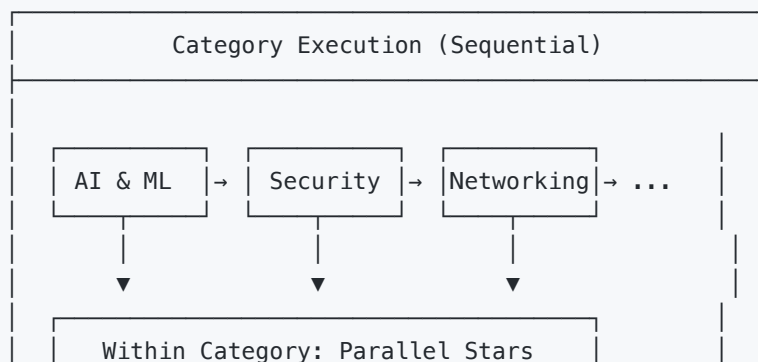 Category Execution (Sequential)
AI & ML → Security → Networking → ...
Within Category: Parallel Stars